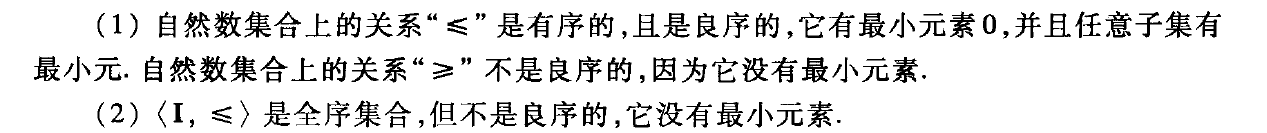 (1) 自然数集合上的关系“≤”是有序的,且是良序的,它有最小元素0,并且任意子集有
最小元. 自然数集合上的关系“≥”不是良序的,因为它没有最小元素.
(2)〈I, ≤〉是全序集合,但不是良序的,它没有最小元素.